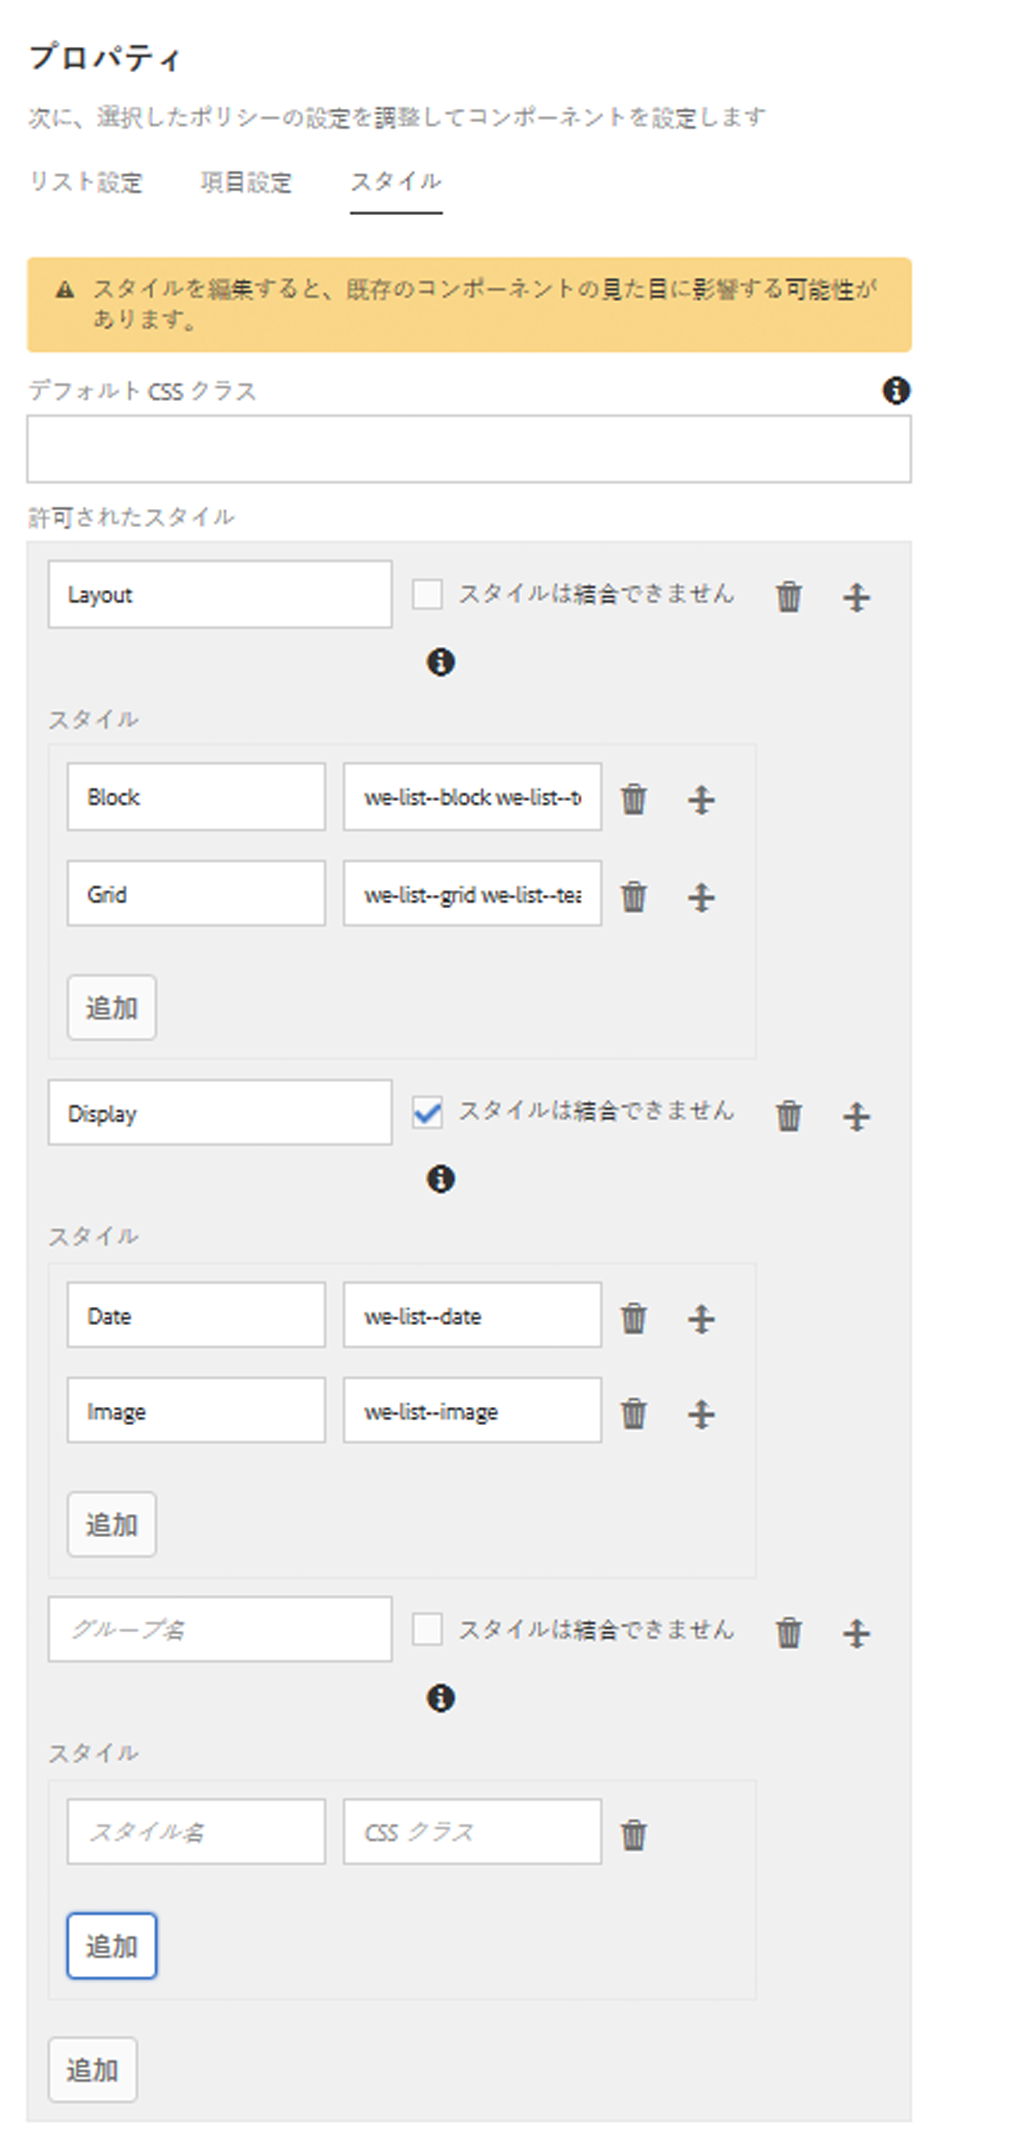 プロパティ
次に、選択したポリシーの設定を調整してコンポーネントを設定します
リスト設定 項目設定 スタイル
スタイルを編集すると、既存のコンポーネントの見た目に影響する可能性が
あります。
デフォルト CSS クラス
許可されたスタイル
Layout スタイルは結合できません
スタイル
Block we-list--block we-list--t
Grid we-list--grid we-list--tea
追加
Display スタイルは結合できません
スタイル
Date we-list--date
Image we-list--image
追加
グループ名 スタイルは結合できません
スタイル
スタイル名 CSS クラス
追加
追加